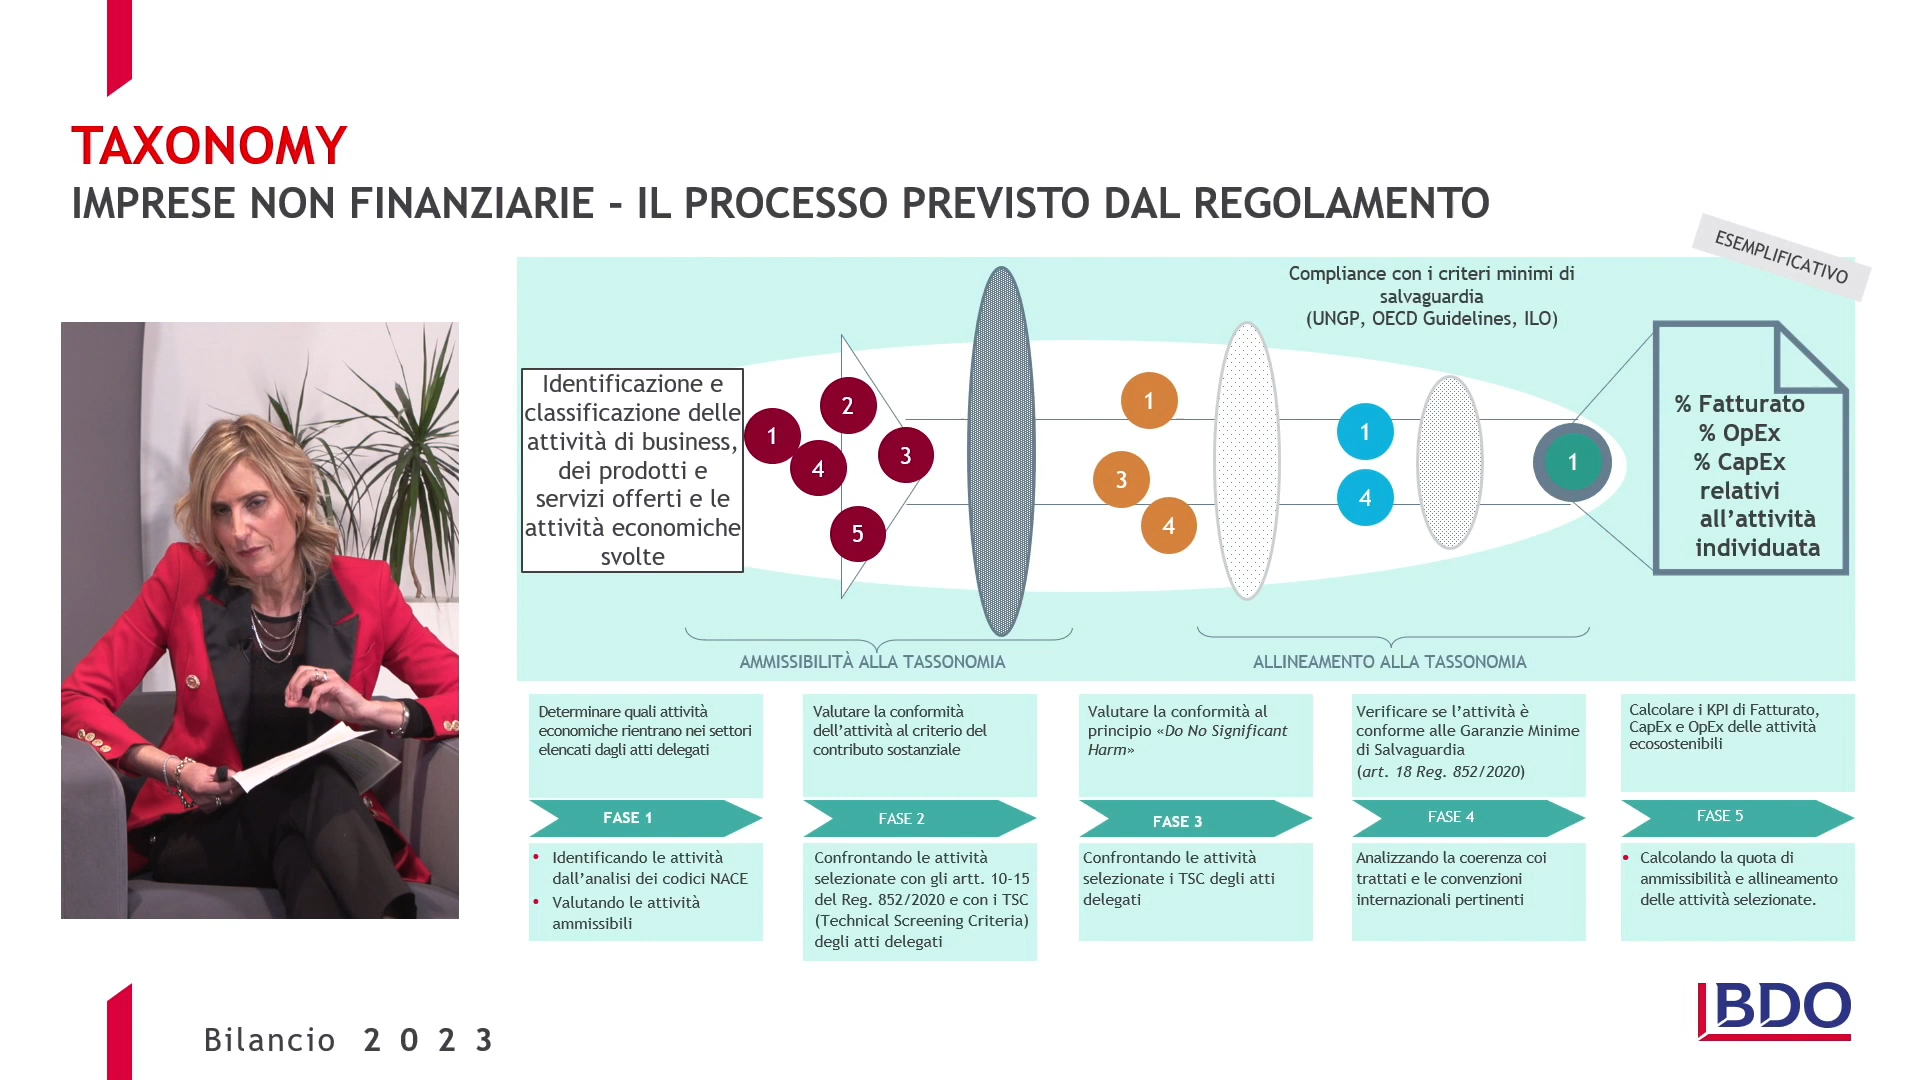 TAXONOMY
IMPRESE NON FINANZIARIE - IL PROCESSO PREVISTO DAL REGOLAMENTO
ESEMPLIFICATIVO
Compliance con i criteri minimi di
salvaguardia
(UNGP, OECD Guidelines, ILO)
Identificazione e
classificazione delle
attività di business,
dei prodotti e
servizi offerti e le
attività economiche
svolte
1
2
4
3
5
1
3
4
1
4
1
% Fatturato
% OpEx
% CapEx
relativi
all'attività
individuata
AMMISSIBILITÀ ALLA TASSONOMIA
ALLINEAMENTO ALLA TASSONOMIA
Determinare quali attività
economiche rientrano nei settori
elencati dagli atti delegati
FASE 1
• Identificando le attività
dall'analisi dei codici NACE
• Valutando le attività
ammissibili
Valutare la conformità
dell'attività al criterio del
contributo sostanziale
FASE 2
Confrontando le attività
selezionate con gli artt. 10-15
del Reg. 852/2020 e con i TSC
(Technical Screening Criteria)
degli atti delegati
Valutare la conformità al
principio «Do No Significant
Harm»
FASE 3
Confrontando le attività
selezionate i TSC degli atti
delegati
Verificare se l'attività è
conforme alle Garanzie Minime
di Salvaguardia
(art. 18 Reg. 852/2020)
FASE 4
Analizzando la coerenza coi
trattati e le convenzioni
internazionali pertinenti
Calcolare i KPI di Fatturato,
CapEx e OpEx delle attività
ecosostenibili
FASE 5
• Calcolando la quota di
ammissibilità e allineamento
delle attività selezionate.
Bilancio 2023
BDO